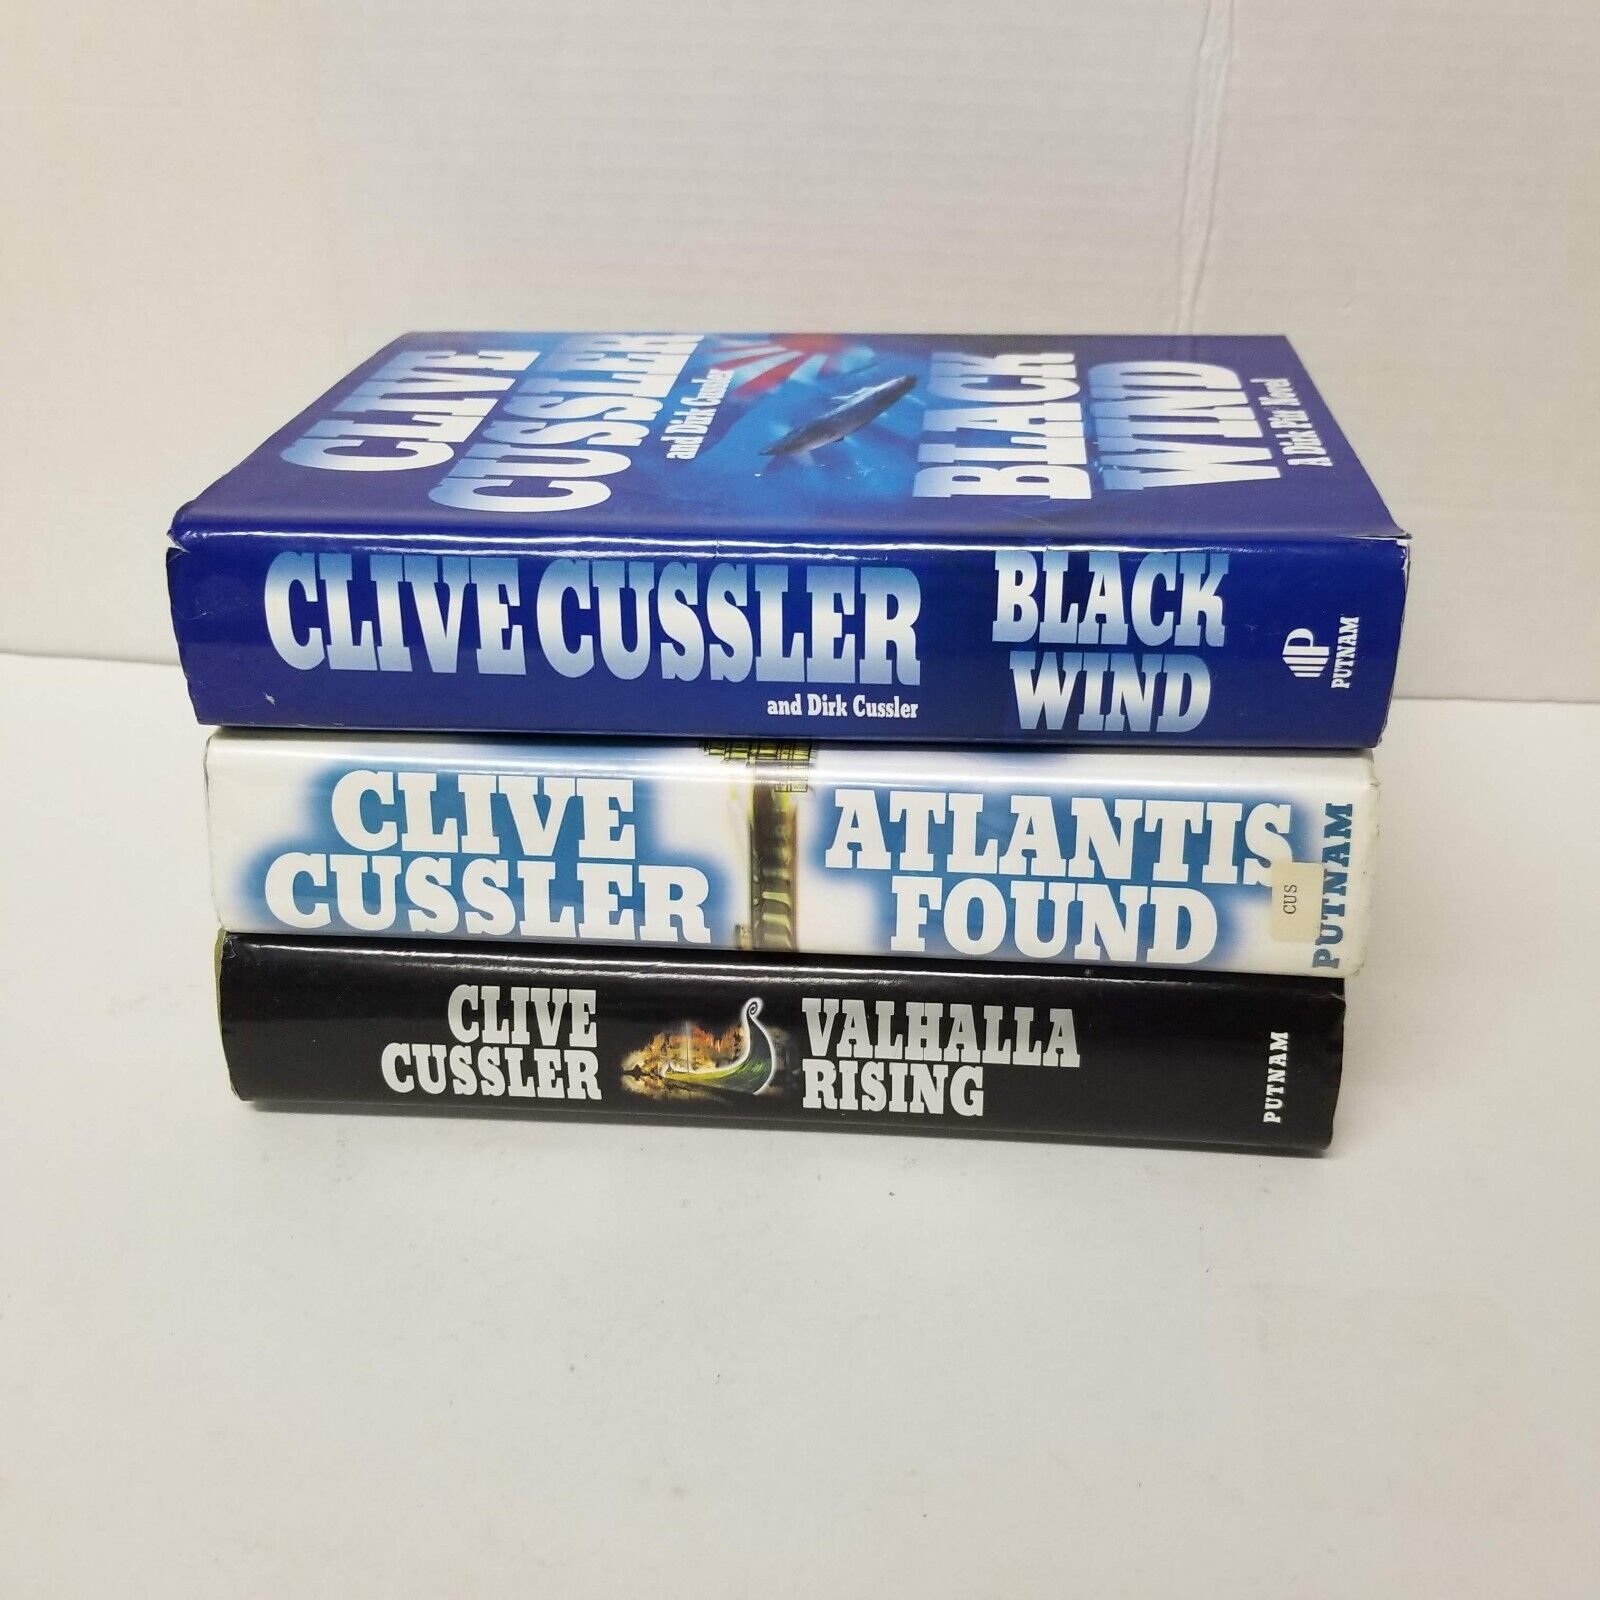 CLIVE
CUSSLER
and Dirk Cussler
BLACK
WIND
A Dirk Pitt Novel
CLIVE CUSSLER
and Dirk Cussler
BLACK
WIND
P
PUTNAM
CLIVE
CUSSLER
ATLANTIS
FOUND
CUS
PUTNAM
CLIVE
CUSSLER
VALHALLA
RISING
PUTNAM